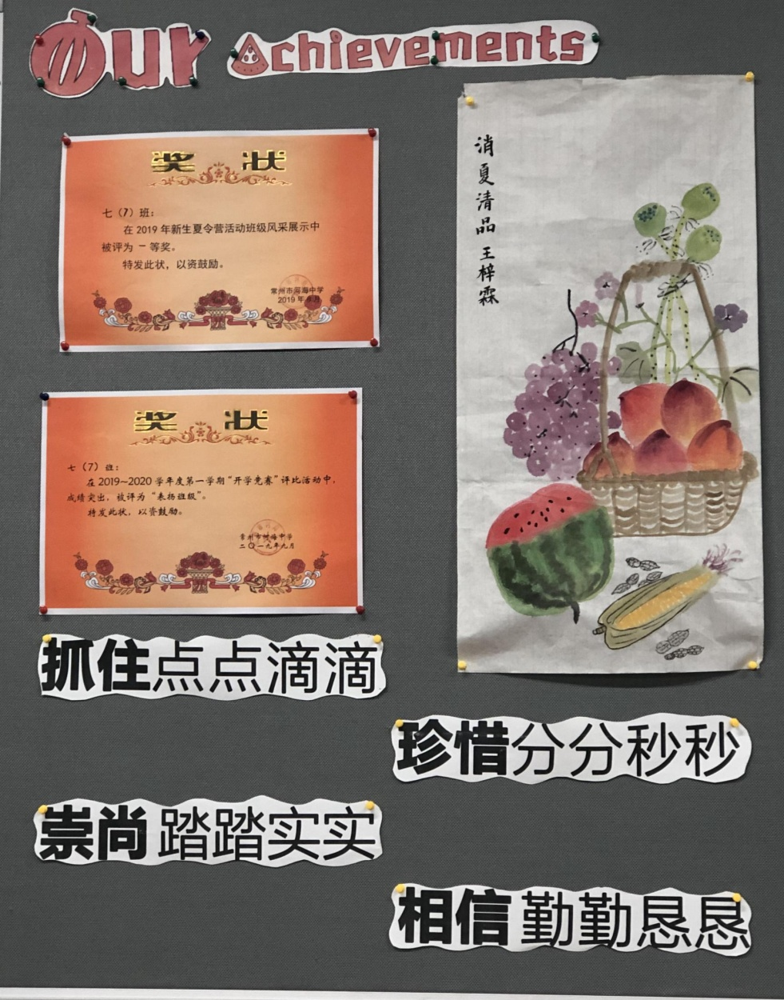 Our Achievements
奖 状
七（7）班：
在 2019 年新生夏令营活动班级风采展示中
被评为 一 等奖。
特发此状，以资鼓励。
常州市河海中学
2019 年 8 月
奖 状
七（7）班：
在 2019~2020 学年度第一学期“开学竞赛”评比活动中，
成绩突出，被评为“表扬班级”。
特发此状，以资鼓励。
常州市河海中学
二〇一九年九月
消夏清品 王梓霖
抓住点点滴滴
珍惜分分秒秒
崇尚踏踏实实
相信勤勤恳恳